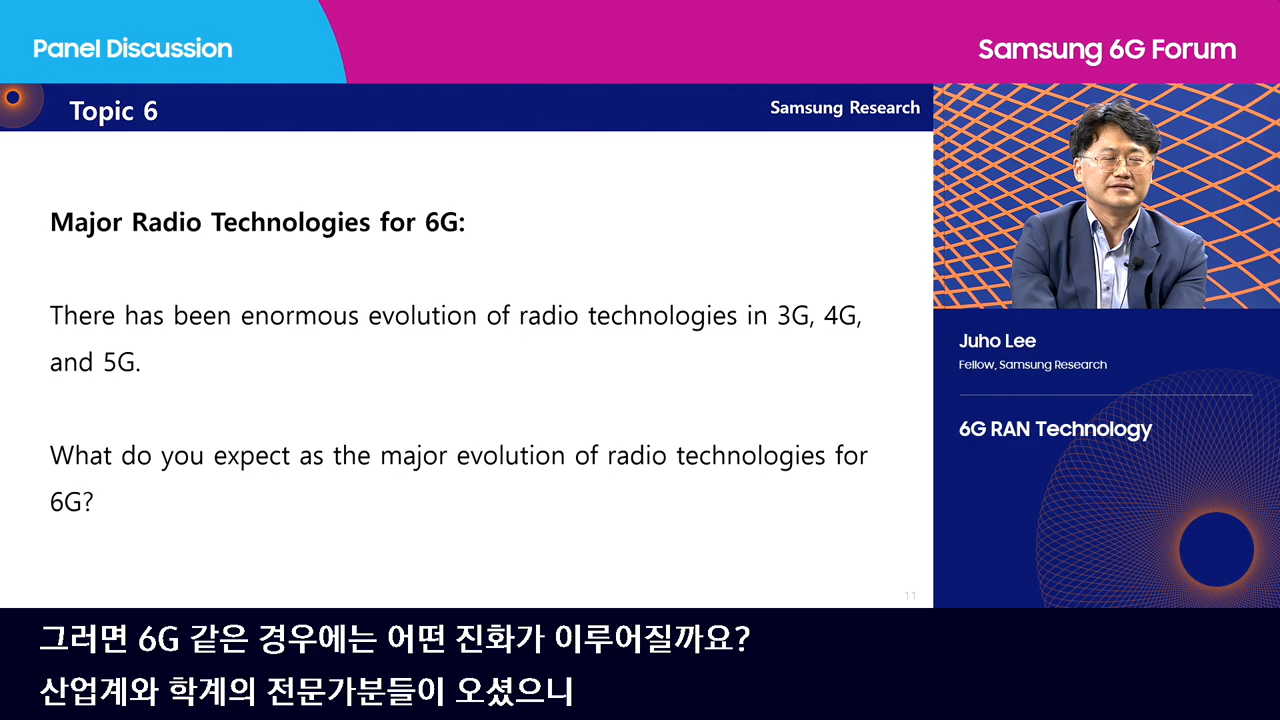 Panel Discussion
Samsung 6G Forum
Topic 6
Samsung Research
Major Radio Technologies for 6G:
There has been enormous evolution of radio technologies in 3G, 4G,
and 5G.
What do you expect as the major evolution of radio technologies for
6G?
11
Juho Lee
Fellow, Samsung Research
6G RAN Technology
그러면 6G 같은 경우에는 어떤 진화가 이루어질까요?
산업계와 학계의 전문가분들이 오셨으니